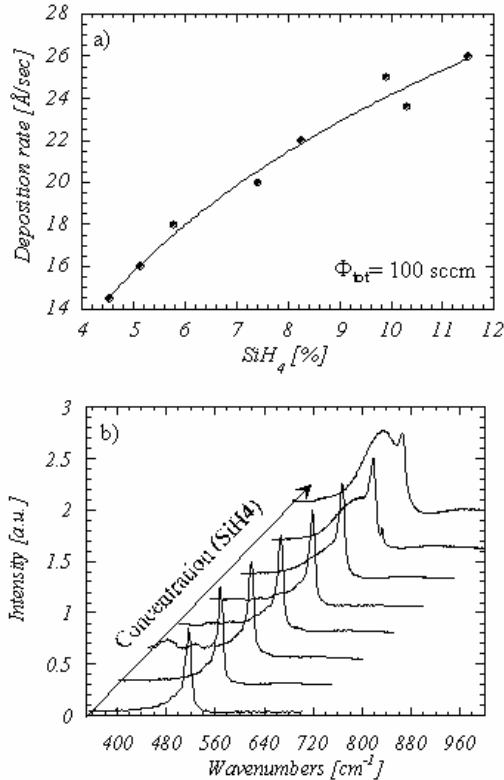 a)
28
26
24
22
20
18
16
14
Deposition rate [Å/sec]
Φtot= 100 sccm
4 5 6 7 8 9 10 11 12
SiH4 [%]
b)
3
2.5
2
1.5
1
0.5
0
Intensity [a.u.]
Concentration (SiH4)
400 480 560 640 720 800 880
Wavenumbers [cm-1]